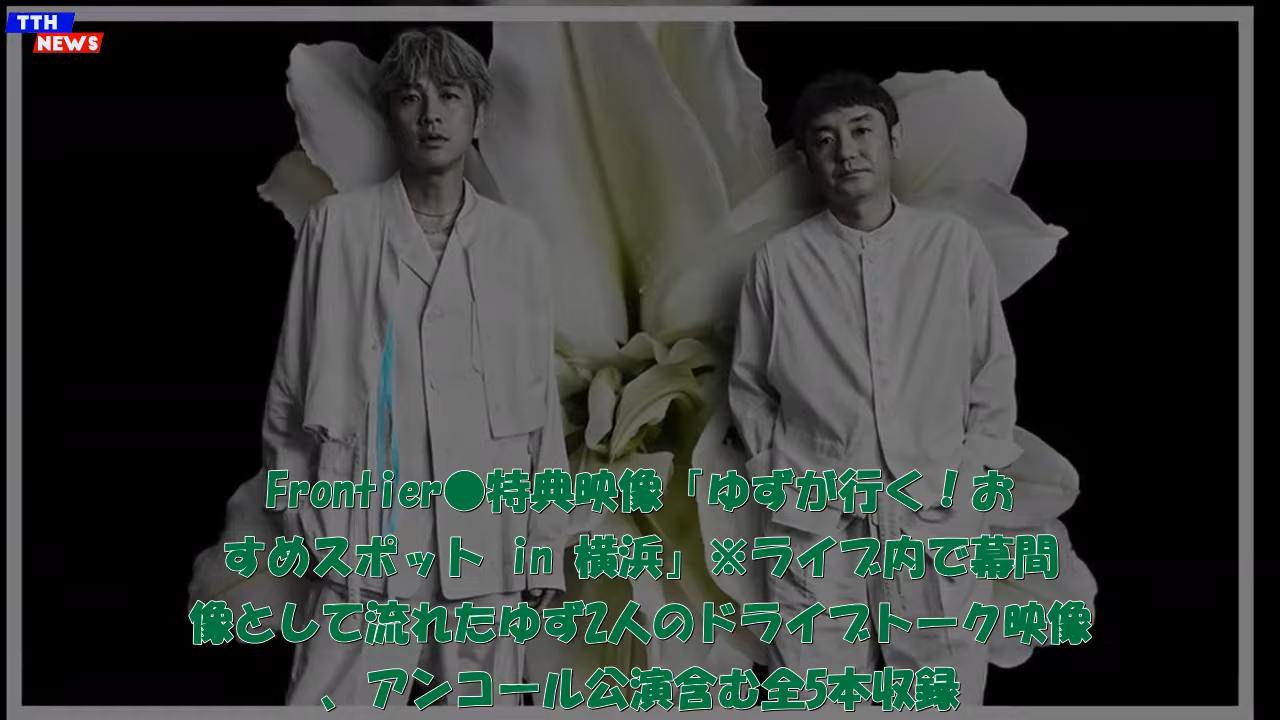 TTH
NEWS
Frontier●特典映像「ゆずが行く！お
すめスポット in 横浜」※ライブ内で幕間
像として流れたゆず2人のドライブトーク映像
、アンコール公演含む全5本収録